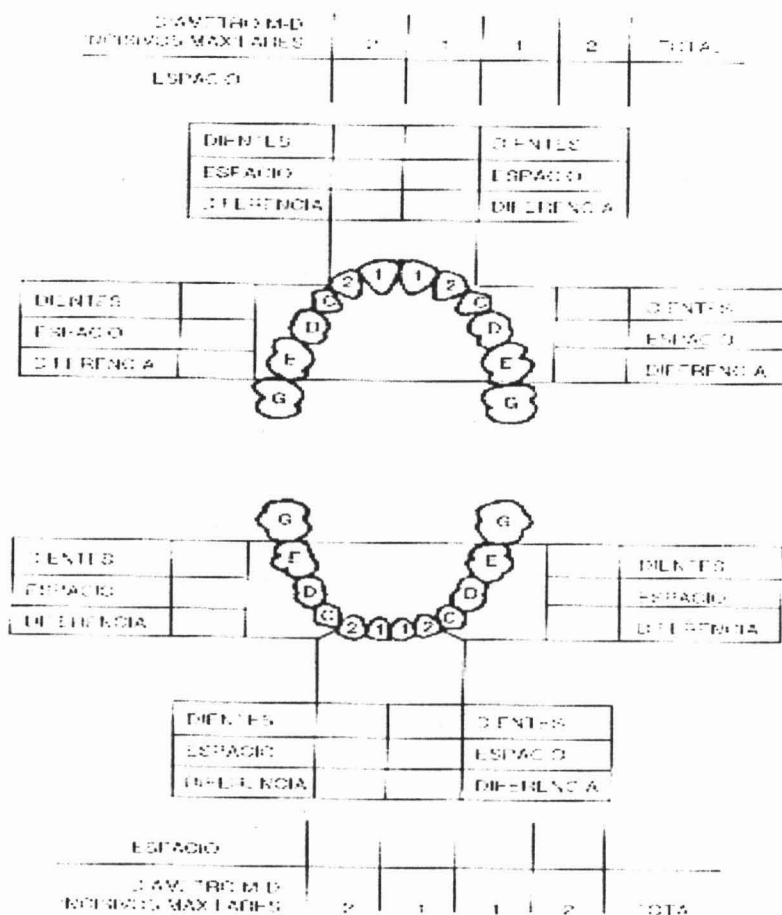 DIAMETRO M-D
INCISIVOS MAXILARES 2 1 1 2 TOTAL
ESPACIO
DIENTES DIENTES
ESPACIO ESPACIO
DIFERENCIA DIFERENCIA
2 1 1 2
C C
DIENTES D D DIENTES
ESPACIO ESPACIO
DIFERENCIA E E DIFERENCIA
G G
G G
DIENTES E E DIENTES
ESPACIO D D ESPACIO
DIFERENCIA C C DIFERENCIA
2 1 1 2
DIENTES DIENTES
ESPACIO ESPACIO
DIFERENCIA DIFERENCIA
ESPACIO
DIAMETRO M-D
INCISIVOS MAXILARES 2 1 1 2 TOTA